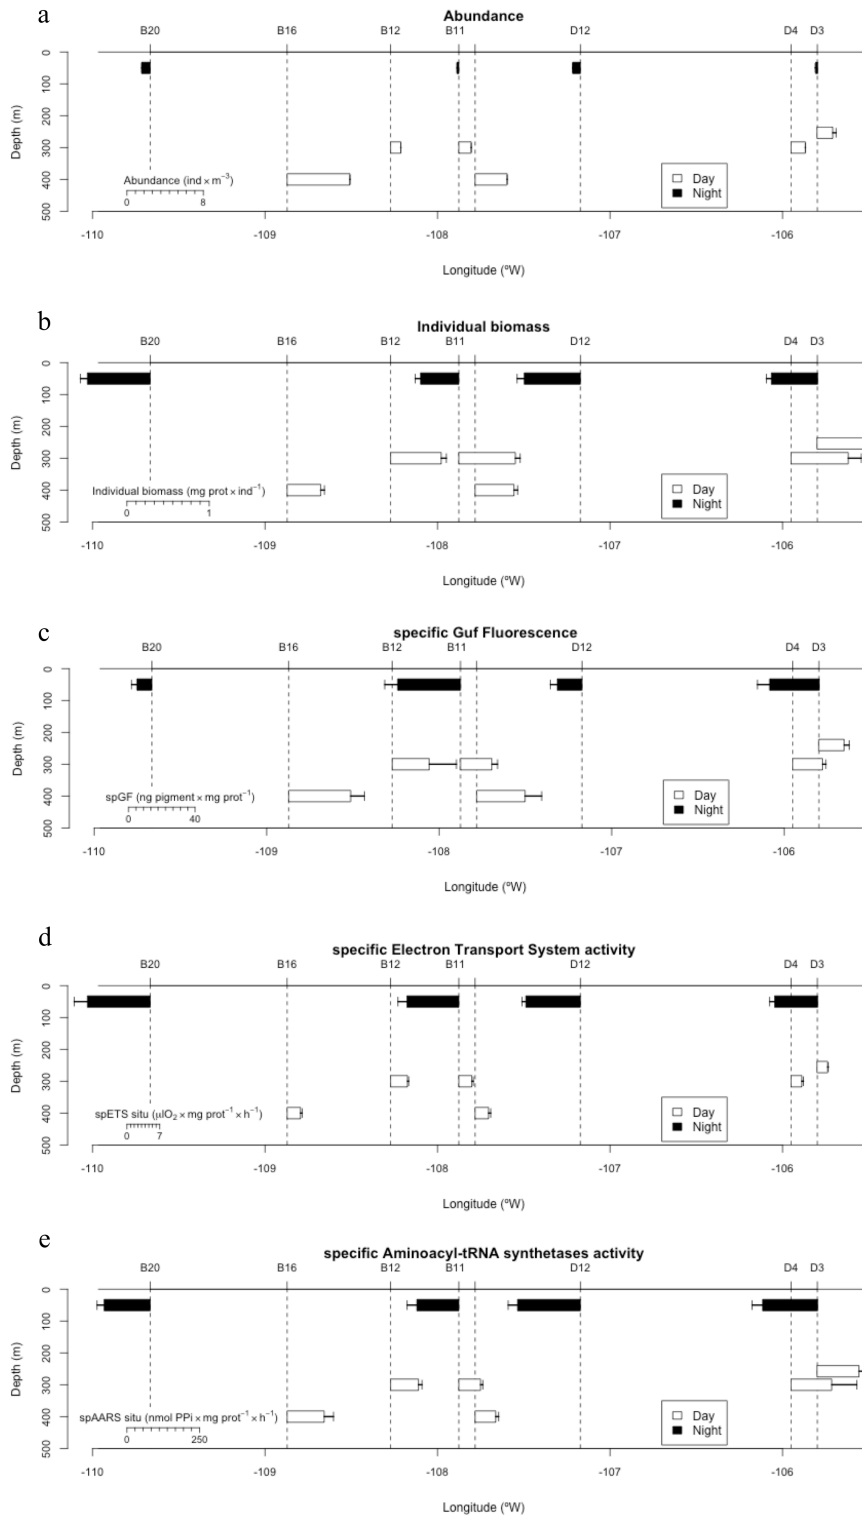 a
Abundance
B20 B16 B12 B11 D12 D4 D3
0
100
200
300
400
500
Depth (m)
Abundance (ind × m⁻³)
0 8
Day
Night
-110 -109 -108 -107 -106
Longitude (ºW)
b
Individual biomass
B20 B16 B12 B11 D12 D4 D3
0
100
200
300
400
500
Depth (m)
Individual biomass (mg prot × ind⁻¹)
0 1
Day
Night
-110 -109 -108 -107 -106
Longitude (ºW)
c
specific Guf Fluorescence
B20 B16 B12 B11 D12 D4 D3
0
100
200
300
400
500
Depth (m)
spGF (ng pigment × mg prot⁻¹)
0 40
Day
Night
-110 -109 -108 -107 -106
Longitude (ºW)
d
specific Electron Transport System activity
B20 B16 B12 B11 D12 D4 D3
0
100
200
300
400
500
Depth (m)
spETS situ (μlO₂ × mg prot⁻¹ × h⁻¹)
0 7
Day
Night
-110 -109 -108 -107 -106
Longitude (ºW)
e
specific Aminoacyl-tRNA synthetases activity
B20 B16 B12 B11 D12 D4 D3
0
100
200
300
400
500
Depth (m)
spAARS situ (nmol PPi × mg prot⁻¹ × h⁻¹)
0 250
Day
Night
-110 -109 -108 -107 -106
Longitude (ºW)